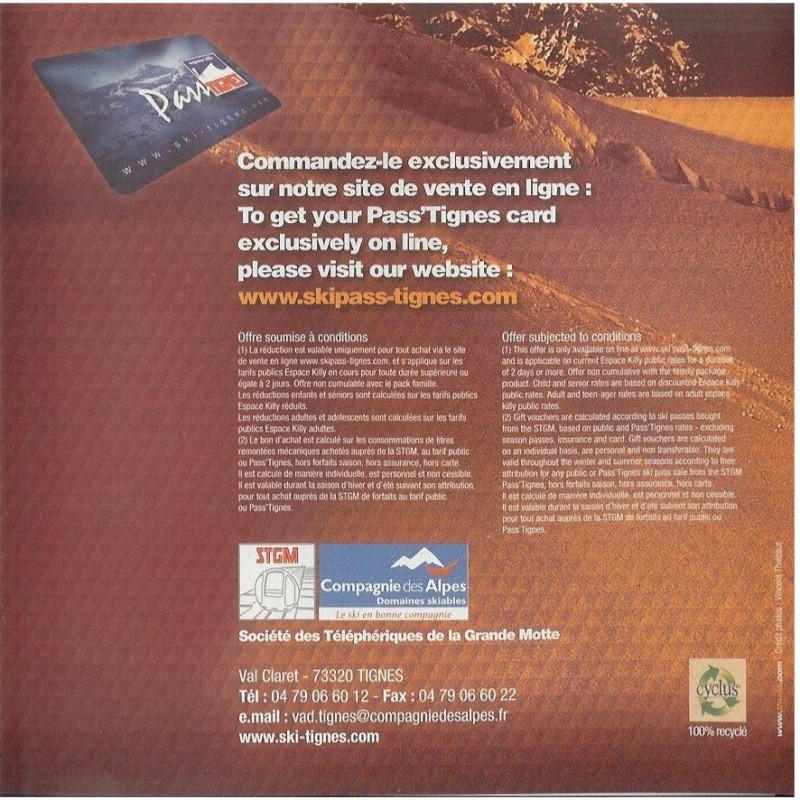 espace killy
Pass TIGNES
www.ski-tignes.com
Commandez-le exclusivement
sur notre site de vente en ligne :
To get your Pass'Tignes card
exclusively on line,
please visit our website :
www.skipass-tignes.com
Offre soumise à conditions
(1) La réduction est valable uniquement pour tout achat via le site
de vente en ligne www.skipass-tignes.com, et s'applique sur les
tarifs publics Espace Killy en cours pour toute durée supérieure ou
égale à 2 jours. Offre non cumulable avec le pack famille.
Les réductions enfants et séniors sont calculées sur les tarifs publics
Espace Killy réduits.
Les réductions adultes et adolescents sont calculées sur les tarifs
publics Espace Killy adultes.
(2) Le bon d'achat est calculé sur les consommations de titres
remontées mécaniques achetés auprès de la STGM, au tarif public
ou Pass'Tignes, hors forfaits saison, hors assurance, hors carte.
Il est calculé de manière individuelle, est personnel et non cessible.
Il est valable durant la saison d'hiver et d'été suivant son attribution
pour tout achat auprès de la STGM de forfaits au tarif public
ou Pass'Tignes.
Offer subjected to conditions
(1) This offer is only available on line at www.ski pass-tignes.com
and is applicable on current Espace Killy public rates for a duration
of 2 days or more. Offer non cumulative with the family package
product. Child and senior rates are based on discounted Espace Killy
public rates. Adult and teen-ager rates are based on adult espace
killy public rates.
(2) Gift vouchers are calculated according to ski passes bought
from the STGM, based on public and Pass'Tignes rates - excluding
season passes, insurance and card. Gift vouchers are calculated
on an individual basis, are personal and non transferable. They are
valid throughout the winter and summer seasons according to their
attribution for any public or Pass'Tignes ski pass sale from the STGM
Pass'Tignes, hors forfaits saison, hors assurance, hors carte.
Il est calculé de manière individuelle, est personnel et non cessible.
Il est valable durant la saison d'hiver et d'été suivant son attribution
pour tout achat auprès de la STGM de forfaits au tarif public ou
Pass'Tignes.
STGM
Compagnie des Alpes
Domaines skiables
Le ski en bonne compagnie
Société des Téléphériques de la Grande Motte
Val Claret - 73320 TIGNES
Tél : 04 79 06 60 12 - Fax : 04 79 06 60 22
e.mail : vad.tignes@compagniedesalpes.fr
www.ski-tignes.com
cyclus
100% recyclé
Crédit photos - Vincent